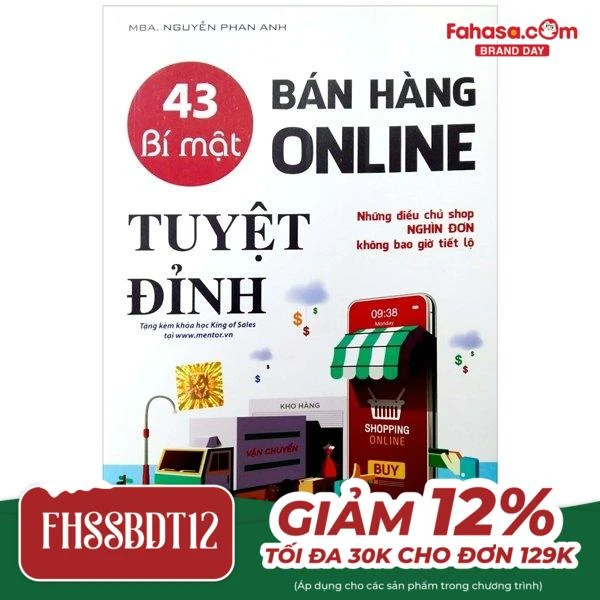 MBA. NGUYỄN PHAN ANH
Fahasa.com
BRAND DAY
43
Bí mật
BÁN HÀNG
ONLINE
TUYỆT
ĐỈNH
Những điều chủ shop
NGHÌN ĐƠN
không bao giờ tiết lộ
Tặng kèm khóa học King of Sales
tại www.mentor.vn
09:38
Monday
KHO HÀNG
VẬN CHUYỂN
SHOPPING
ONLINE
BUY
FHSSBDT12
GIẢM 12%
TỐI ĐA 30K CHO ĐƠN 129K
(Áp dụng cho các sản phẩm trong chương trình)